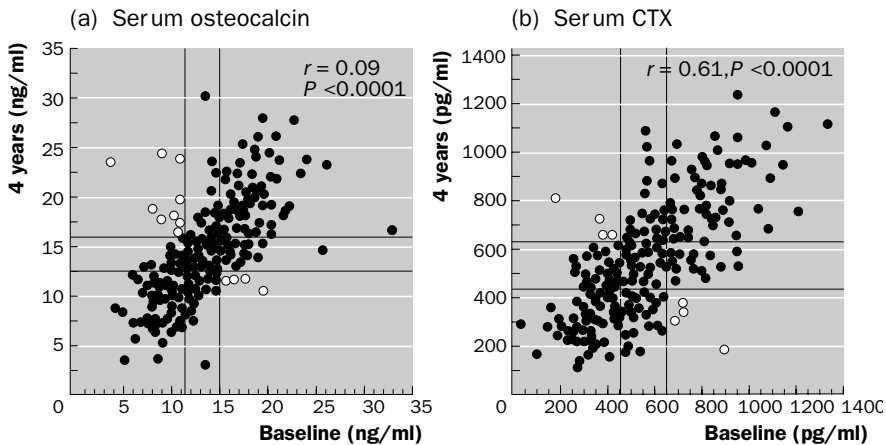 (a) Serum osteocalcin
4 years (ng/ml)
35
30
25
20
15
10
5
0
r = 0.09
P <0.0001
5 10 15 20 25 30 35
Baseline (ng/ml)
(b) Serum CTX
4 years (pg/ml)
1400
1200
1000
800
600
400
200
0
r = 0.61, P <0.0001
200 400 600 800 1000 1200 1400
Baseline (pg/ml)